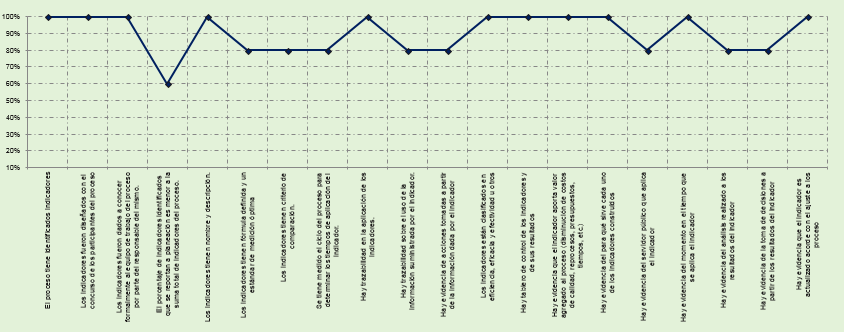 100%
90%
80%
70%
60%
50%
40%
30%
20%
10%
El proceso tiene identificados indicadores
Los indicadores fueron diseñados con el
concurso de los participantes del proceso
Los indicadores fueron dados a conocer
formalmente al equipo de trabajo del proceso
por parte del responsable del mismo.
El porcentaje de indicadores identificados
que se reportan a planeación es menor a la
suma total de indicadores del proceso.
Los indicadores tienen nombre y descripción.
Los indicadores tienen formula definida y un
estándar de medición optima
Los indicadores tienen criterio de
comparación.
Se tiene medido el ciclo del proceso para
determinar los tiempos de aplicación del
indicador.
Hay trazabilidad en la aplicación de los
indicadores.
Hay trazabilidad sobre el uso de la
información suministrada por el indicador.
Hay evidencia de acciones tomadas a partir
de la información dada por el indicador
Los indicadores están clasificados en
eficiencia, eficacia y efectividad u otros
Hay tablero de control de los indicadores y
de sus resultados
Hay evidencia que el indicador aporta valor
agregado al proceso (disminución de costos
de calidad, reprocesos, presupuestos,
tiempos, etc.)
Hay evidencia del para que sirve cada uno
de los indicadores construidos
Hay evidencia del servidor público que aplica
el indicador
Hay evidencia del momento en el tiempo que
se aplica el indicador
Hay evidencia del análisis realizado a los
resultados del indicador
Hay evidencia de la toma de decisiones a
partir de los resultados del indicador
Hay evidencia que el indicador es
actualizado acorde con el ajuste a los
proceso